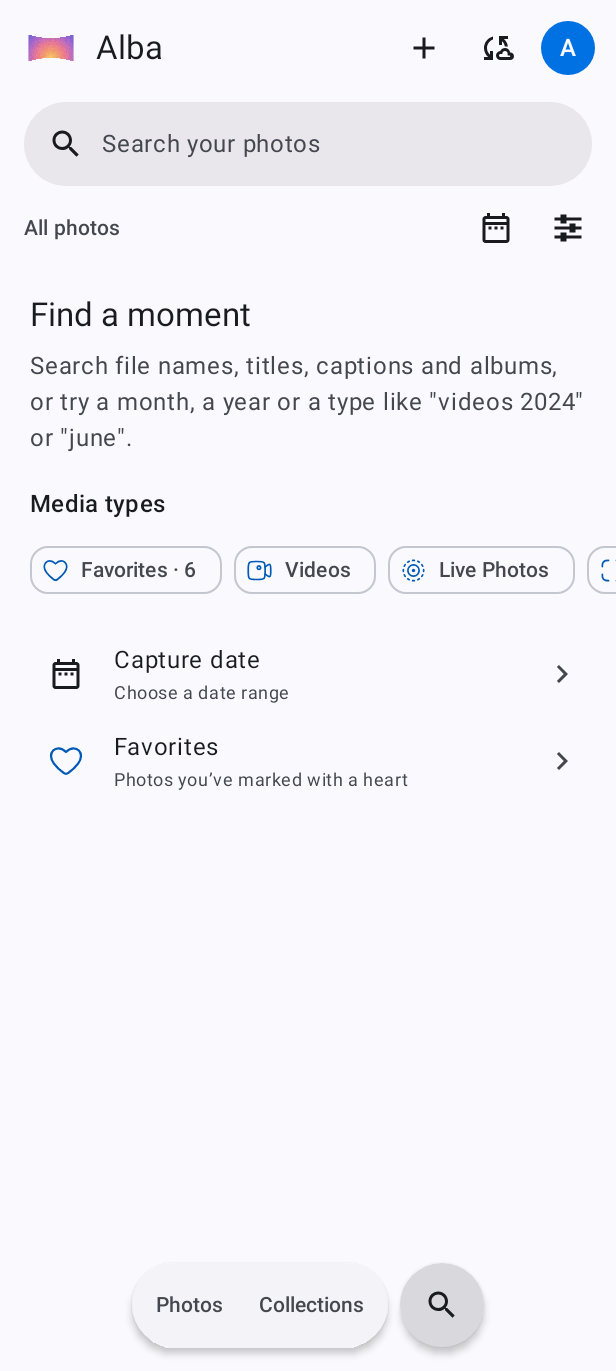 Alba
A
Search your photos
All photos
Find a moment
Search file names, titles, captions and albums,
or try a month, a year or a type like "videos 2024"
or "june".
Media types
Favorites · 6
Videos
Live Photos
Capture date
Choose a date range
Favorites
Photos you’ve marked with a heart
Photos
Collections